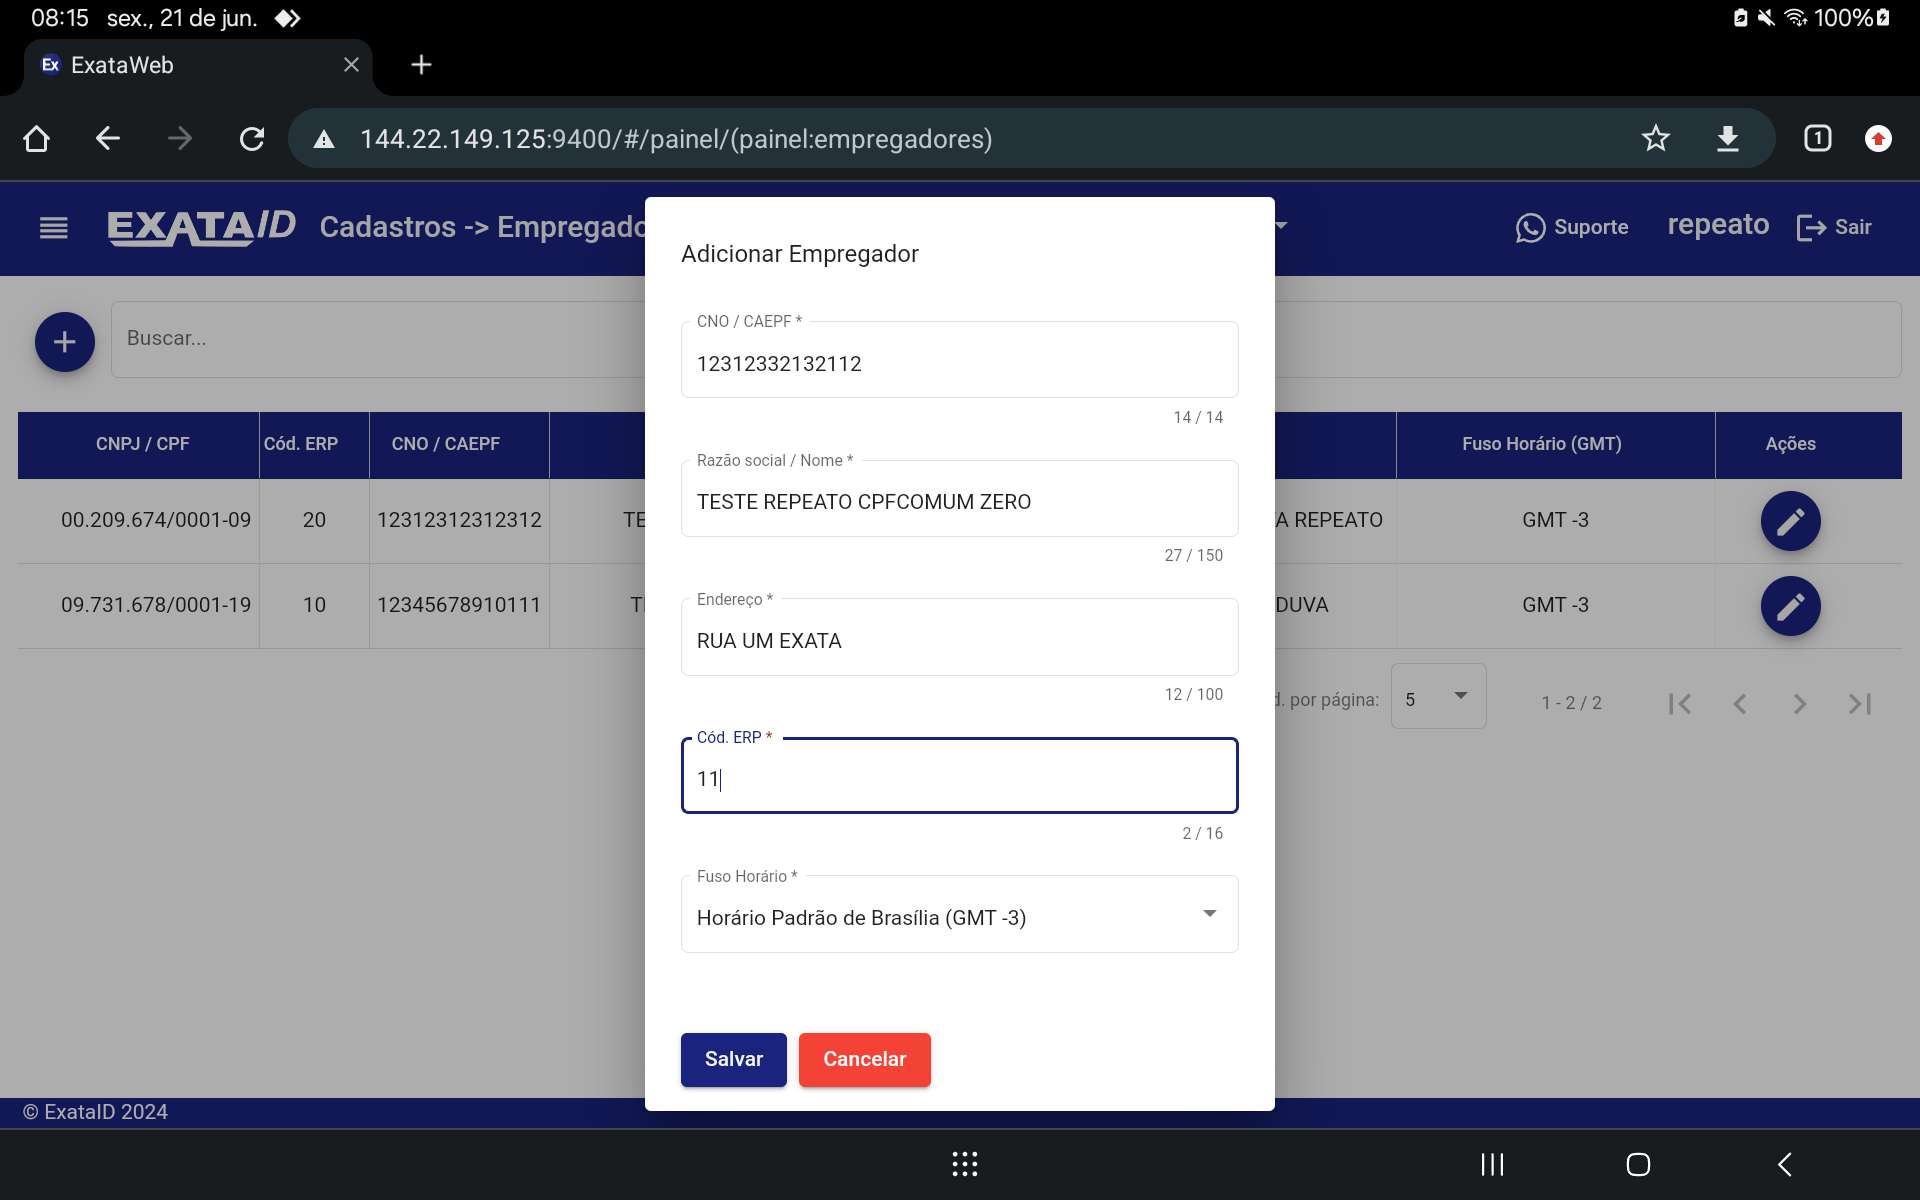 08:15 sex., 21 de jun. 100%
Ex ExataWeb
144.22.149.125:9400/#/painel/(painel:empregadores) 1
EXATAID Cadastros -> Empregado Suporte repeato Sair
Adicionar Empregador
Buscar...
CNO / CAEPF *
12312332132112
14 / 14
CNPJ / CPF Cód. ERP CNO / CAEPF Fuso Horário (GMT) Ações
Razão social / Nome *
TESTE REPEATO CPFCOMUM ZERO
27 / 150
00.209.674/0001-09 20 12312312312312 TE A REPEATO GMT -3
Endereço *
RUA UM EXATA
12 / 100
09.731.678/0001-19 10 12345678910111 DUVA GMT -3
d. por página: 5 1 - 2 / 2
Cód. ERP *
11
2 / 16
Fuso Horário *
Horário Padrão de Brasília (GMT -3)
Salvar Cancelar
© ExataID 2024